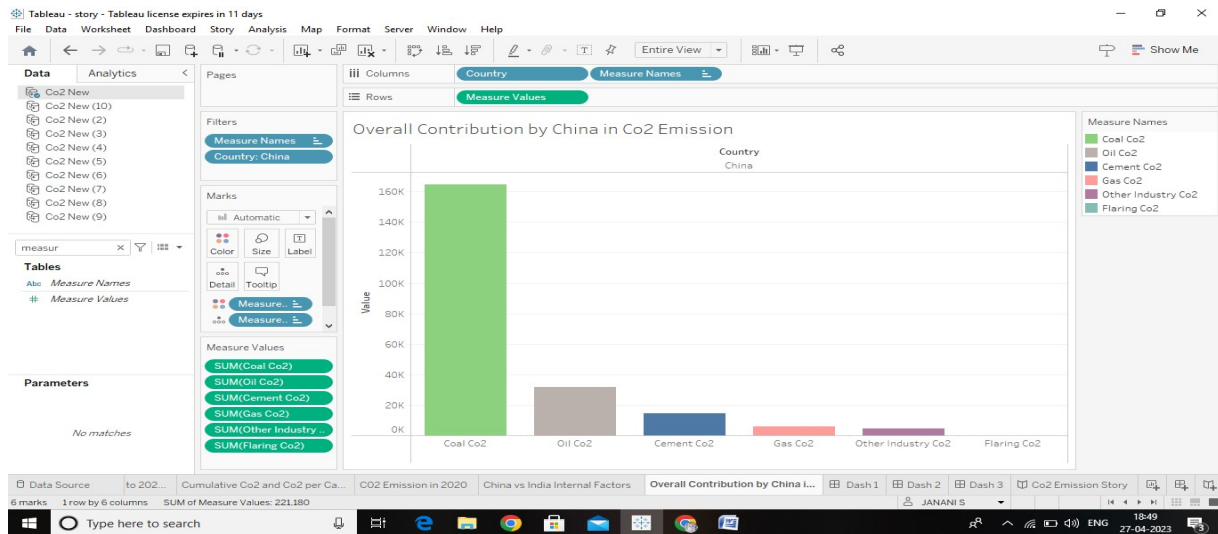 Tableau - story - Tableau license expires in 11 days
File Data Worksheet Dashboard Story Analysis Map Format Server Window Help
Entire View
Show Me
Data Analytics
Co2 New
Co2 New (10)
Co2 New (2)
Co2 New (3)
Co2 New (4)
Co2 New (5)
Co2 New (6)
Co2 New (7)
Co2 New (8)
Co2 New (9)
measur
Tables
Abc Measure Names
# Measure Values
Parameters
No matches
Pages
Filters
Measure Names
Country: China
Marks
Automatic
Color Size Label
Detail Tooltip
Measure..
Measure..
Measure Values
SUM(Coal Co2)
SUM(Oil Co2)
SUM(Cement Co2)
SUM(Gas Co2)
SUM(Other Industry ..
SUM(Flaring Co2)
iii Columns Country Measure Names
Rows Measure Values
Overall Contribution by China in Co2 Emission
Country
China
Value
160K
140K
120K
100K
80K
60K
40K
20K
0K
Coal Co2 Oil Co2 Cement Co2 Gas Co2 Other Industry Co2 Flaring Co2
Measure Names
Coal Co2
Oil Co2
Cement Co2
Gas Co2
Other Industry Co2
Flaring Co2
Data Source to 202... Cumulative Co2 and Co2 per Ca... C02 Emission in 2020 China vs India Internal Factors Overall Contribution by China i... Dash 1 Dash 2 Dash 3 Co2 Emission Story
6 marks 1 row by 6 columns SUM of Measure Values: 221,180 JANANI S
Type here to search
ENG
18:49
27-04-2023
3